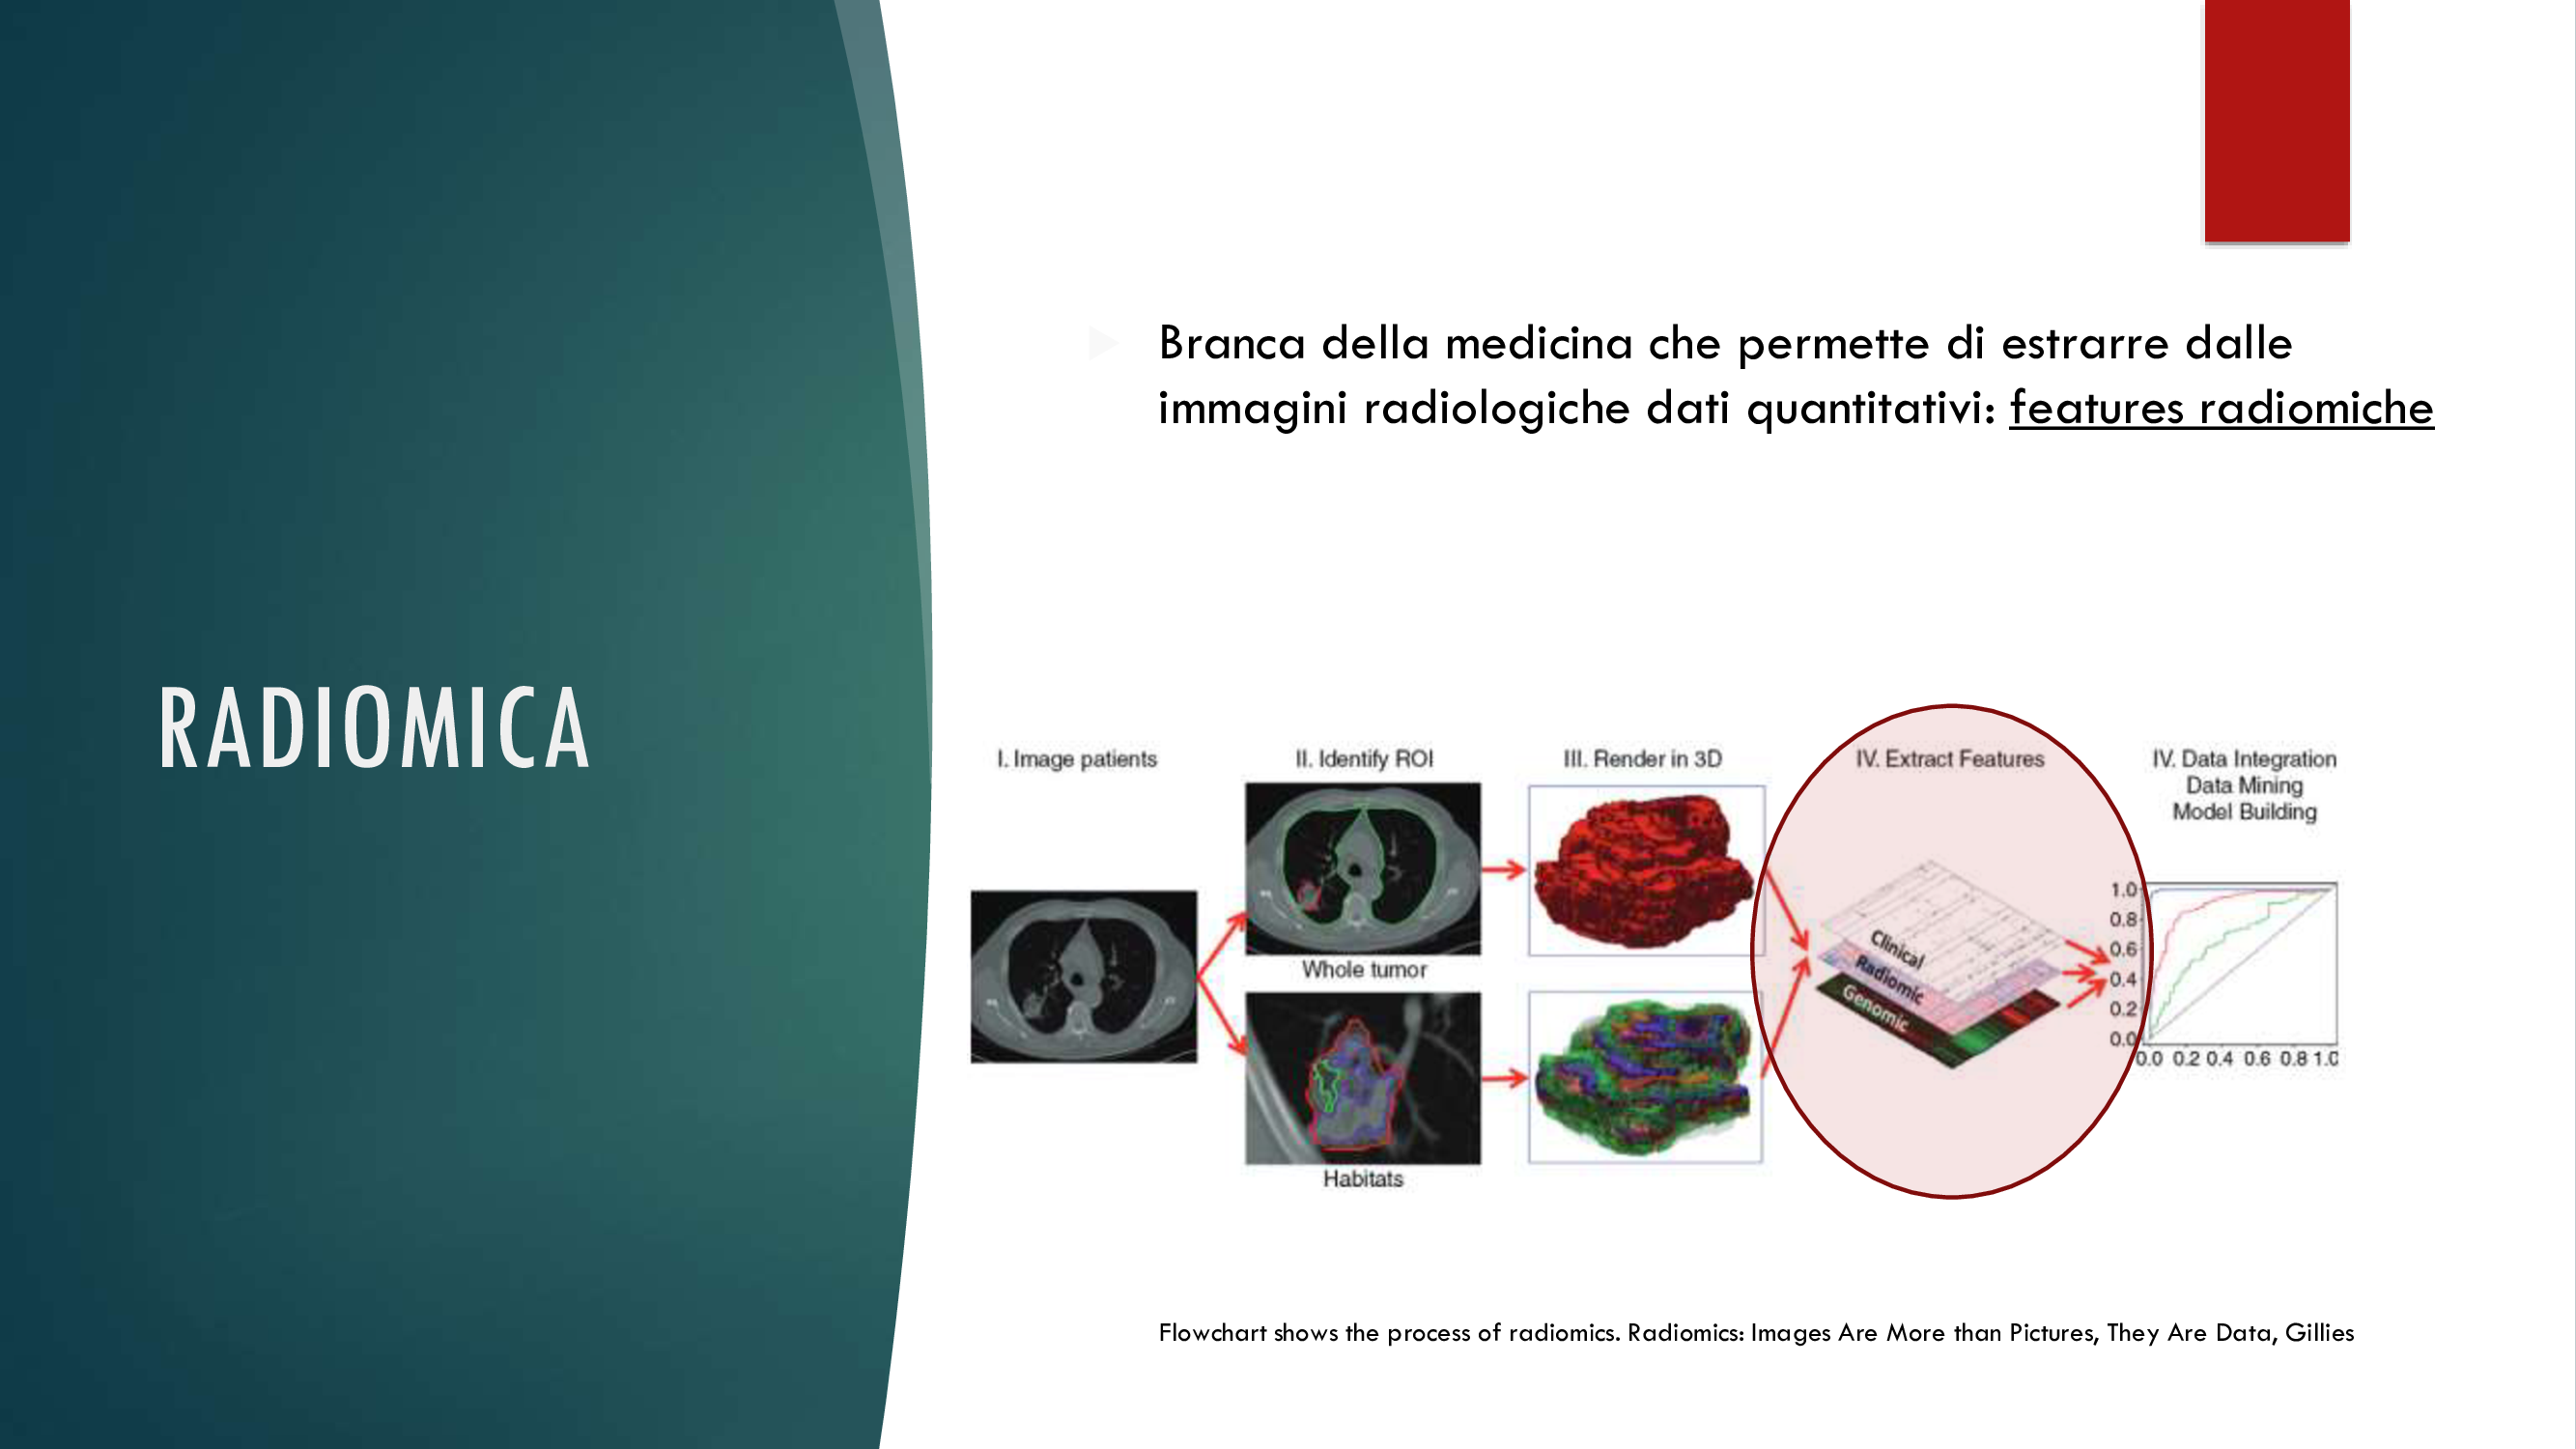 RADIOMICA
Branca della medicina che permette di estrarre dalle
immagini radiologiche dati quantitativi: features radiomiche
I. Image patients
II. Identify ROI
Whole tumor
Habitats
III. Render in 3D
IV. Extract Features
Clinical
Radiomic
Genomic
IV. Data Integration
Data Mining
Model Building
1.0
0.8
0.6
0.4
0.2
0.0
0.0 0.2 0.4 0.6 0.8 1.0
Flowchart shows the process of radiomics. Radiomics: Images Are More than Pictures, They Are Data, Gillies